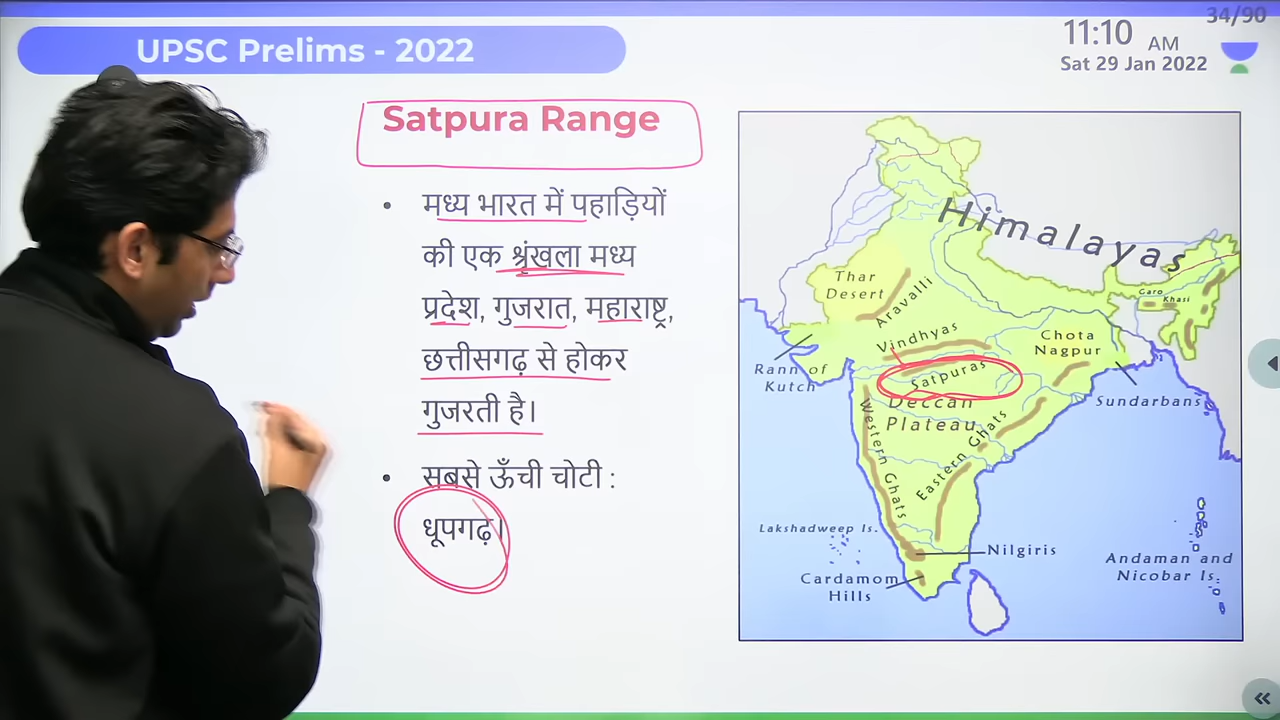 34/90
UPSC Prelims - 2022
11:10 AM
Sat 29 Jan 2022
Satpura Range
• मध्य भारत में पहाड़ियों
की एक श्रृंखला मध्य
प्रदेश, गुजरात, महाराष्ट्र,
छत्तीसगढ़ से होकर
गुजरती है।
• सबसे ऊँची चोटी :
धूपगढ़।
Himalayas
Thar
Desert
Aravalli
Garo
Khasi
Vindhyas
Chota
Nagpur
Rann of
Kutch
Satpuras
Sundarbans
Deccan
Plateau
Western Ghats
Eastern Ghats
Lakshadweep Is.
Nilgiris
Andaman and
Nicobar Is.
Cardamom
Hills